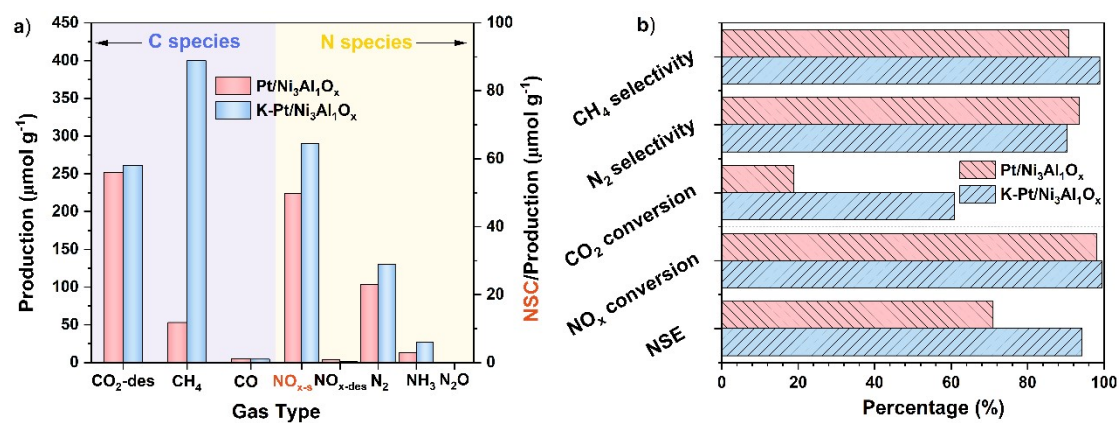 a)
C species
N species
Pt/Ni₃Al₁Oₓ
K-Pt/Ni₃Al₁Oₓ
Production (μmol g⁻¹)
450
400
350
300
250
200
150
100
50
0
NSC/Production (μmol g⁻¹)
100
80
60
40
20
0
CO₂-des CH₄ CO NOₓ₋ₛ NOₓ-des N₂ NH₃ N₂O
Gas Type
b)
CH₄ selectivity
N₂ selectivity
CO₂ conversion
NOₓ conversion
NSE
Pt/Ni₃Al₁Oₓ
K-Pt/Ni₃Al₁Oₓ
0 20 40 60 80 100
Percentage (%)